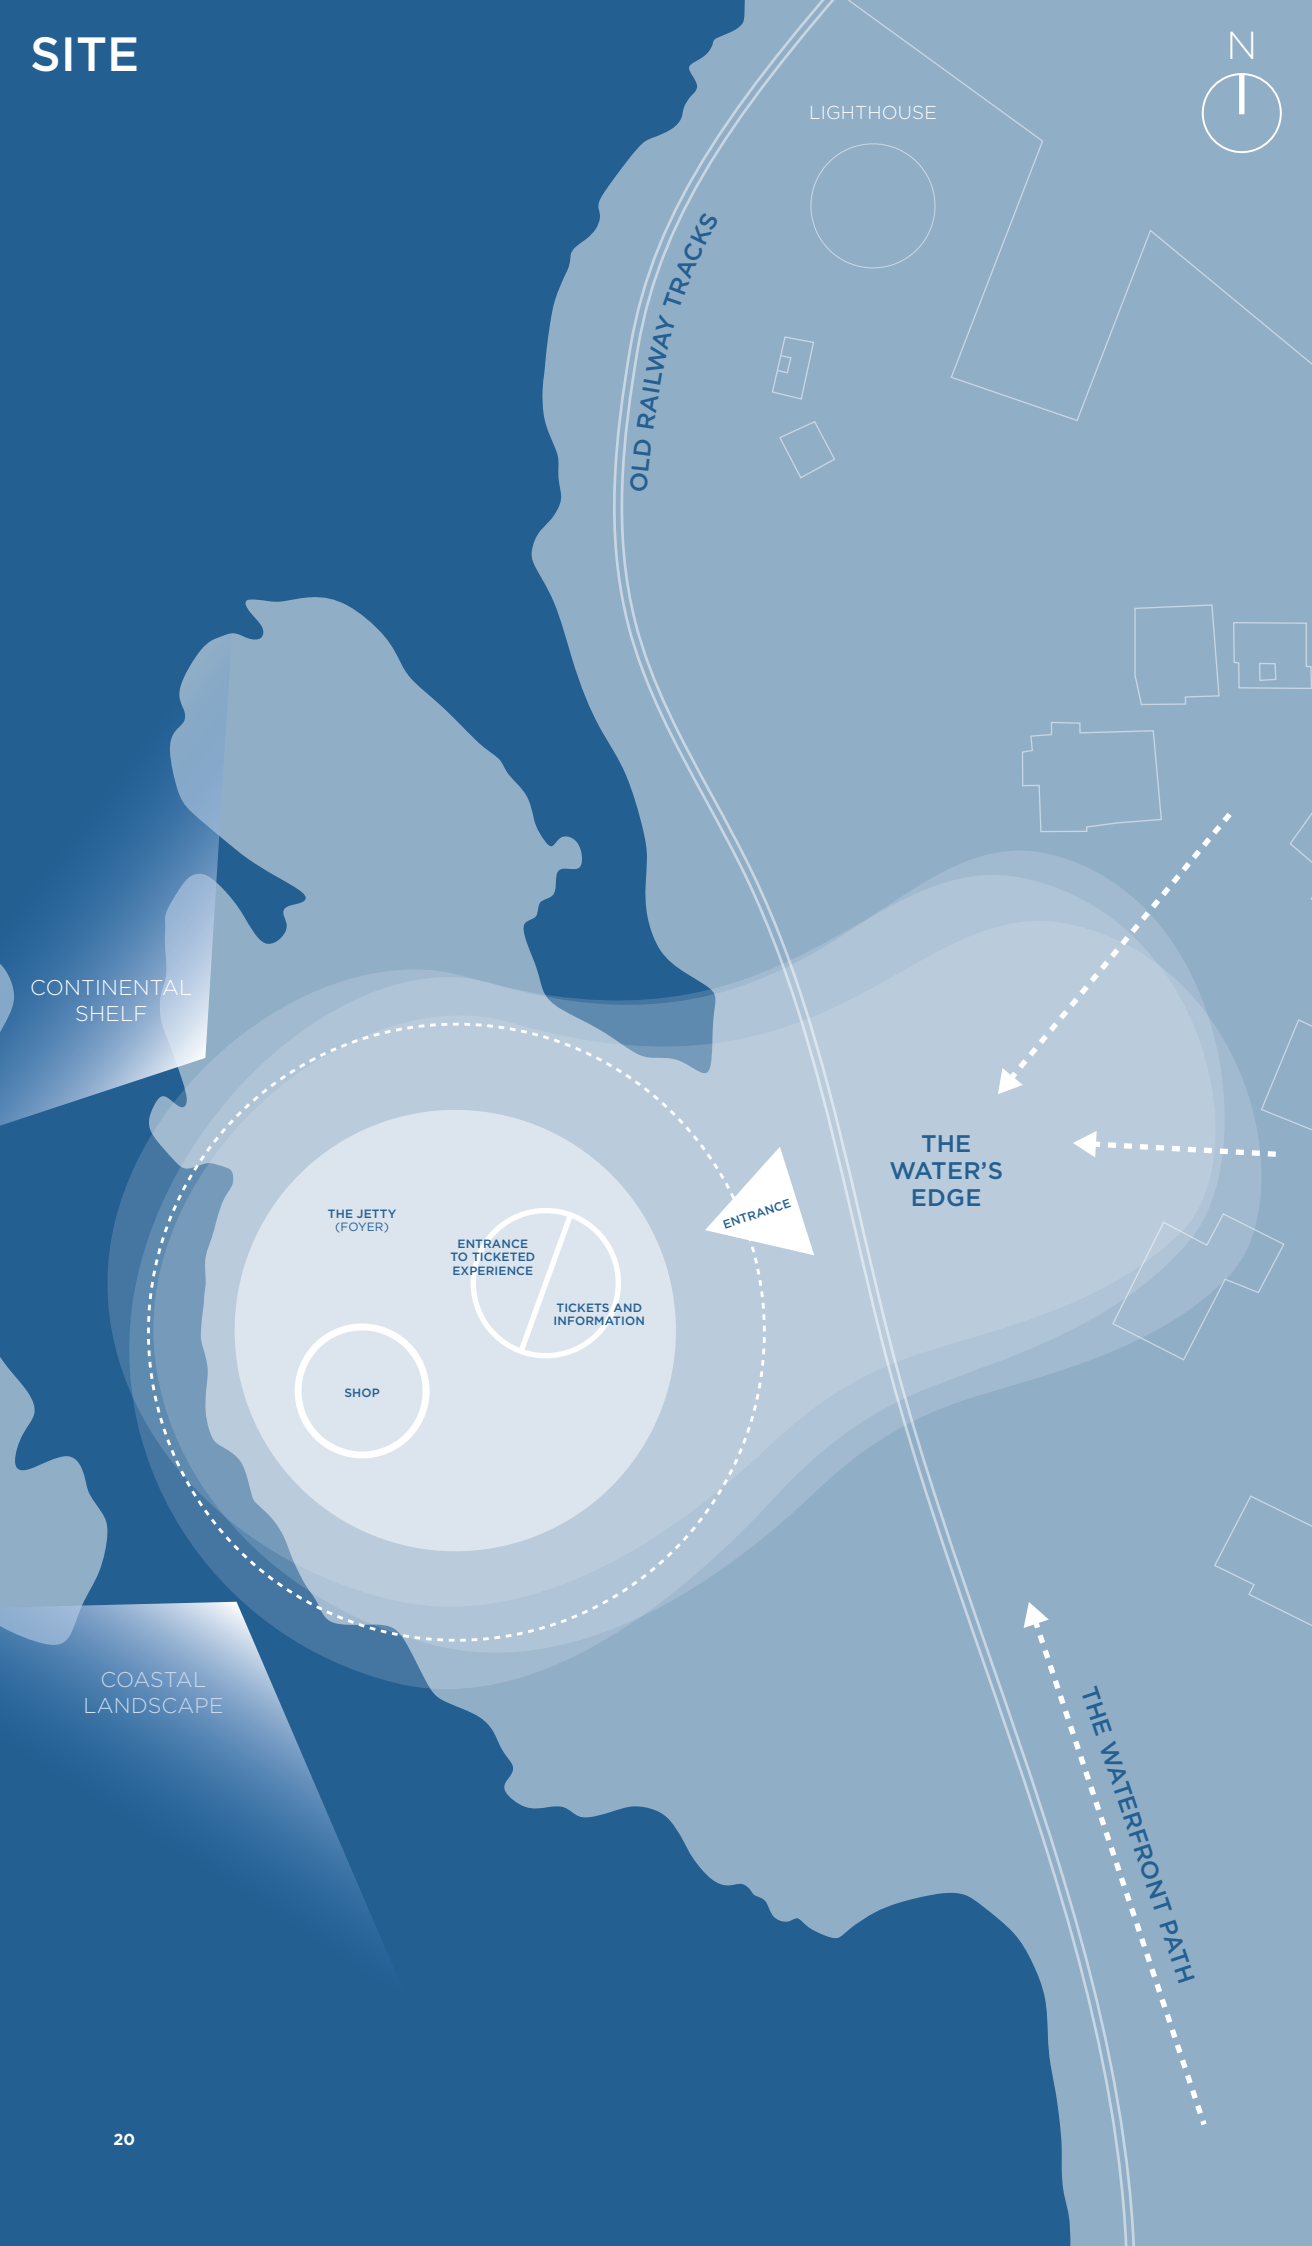 SITE
N
LIGHTHOUSE
OLD RAILWAY TRACKS
CONTINENTAL
SHELF
THE
WATER’S
EDGE
ENTRANCE
THE JETTY
(FOYER)
ENTRANCE
TO TICKETED
EXPERIENCE
TICKETS AND
INFORMATION
SHOP
COASTAL
LANDSCAPE
THE WATERFRONT PATH
20